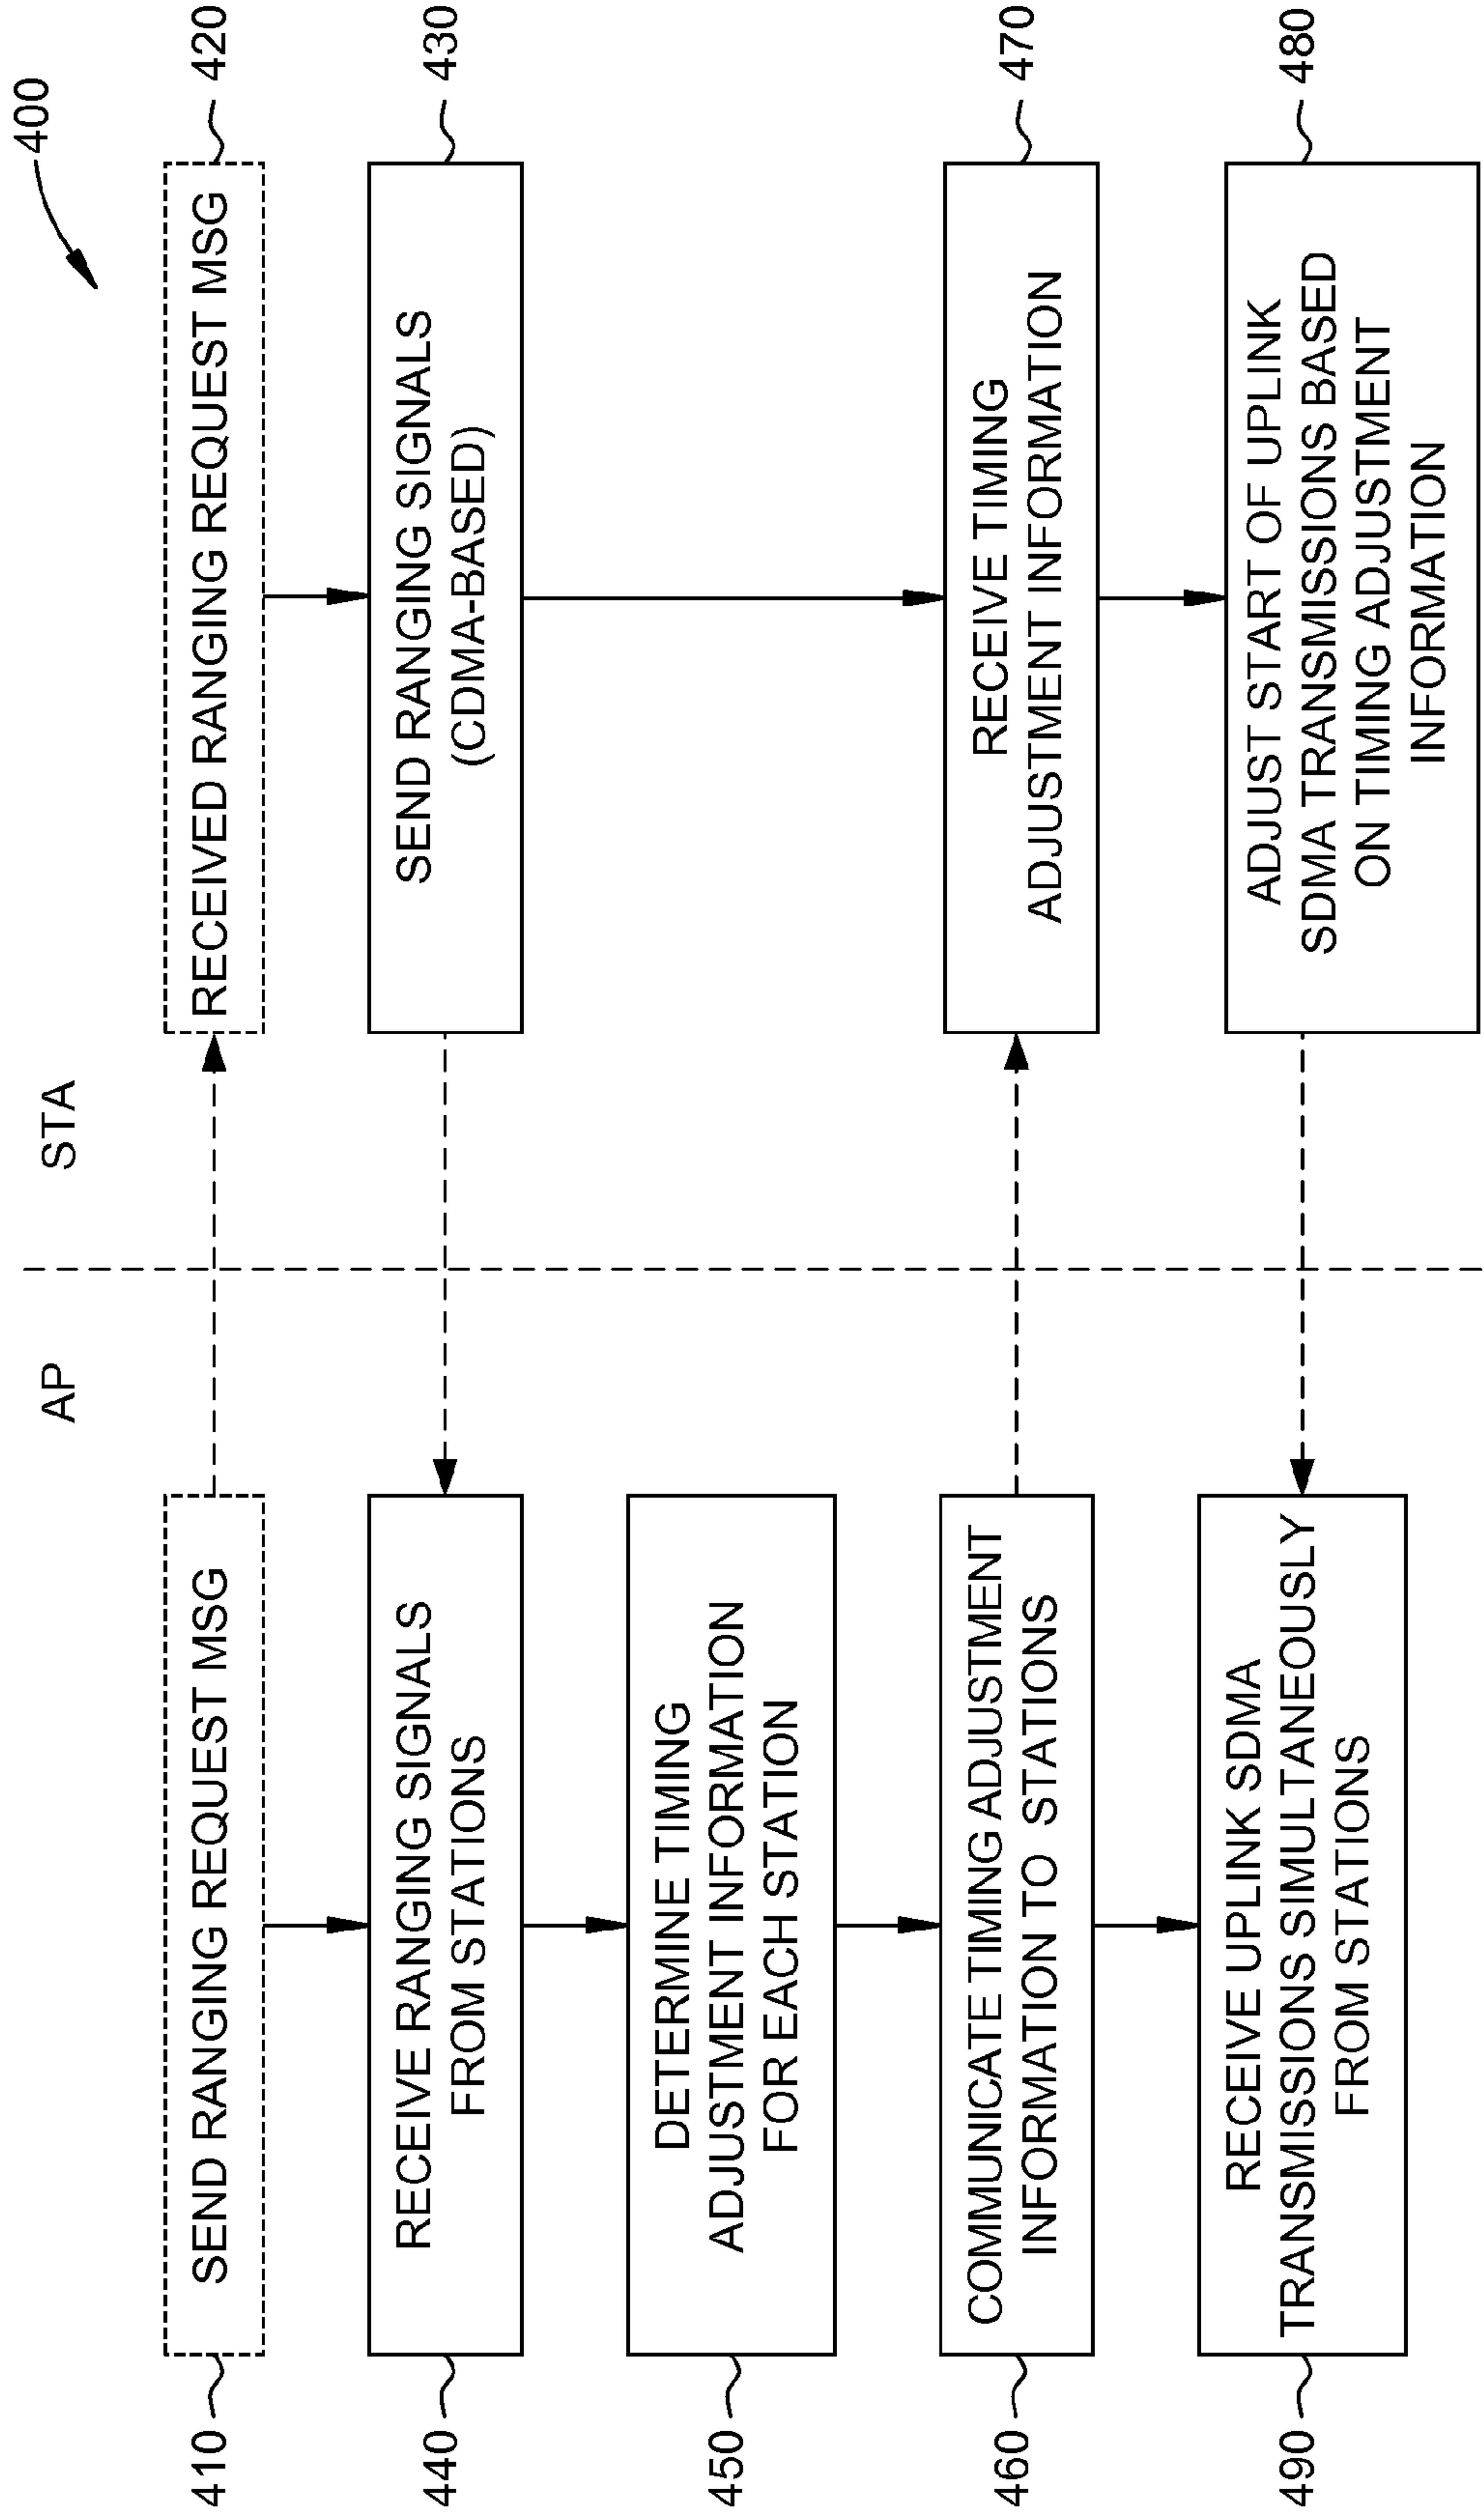 400
AP
STA
410
SEND RANGING REQUEST MSG
RECEIVED RANGING REQUEST MSG
420
SEND RANGING SIGNALS
(CDMA-BASED)
430
440
RECEIVE RANGING SIGNALS
FROM STATIONS
450
DETERMINE TIMING
ADJUSTMENT INFORMATION
FOR EACH STATION
460
COMMUNICATE TIMING ADJUSTMENT
INFORMATION TO STATIONS
RECEIVE TIMING
ADJUSTMENT INFORMATION
470
ADJUST START OF UPLINK
SDMA TRANSMISSIONS BASED
ON TIMING ADJUSTMENT
INFORMATION
480
490
RECEIVE UPLINK SDMA
TRANSMISSIONS SIMULTANEOUSLY
FROM STATIONS